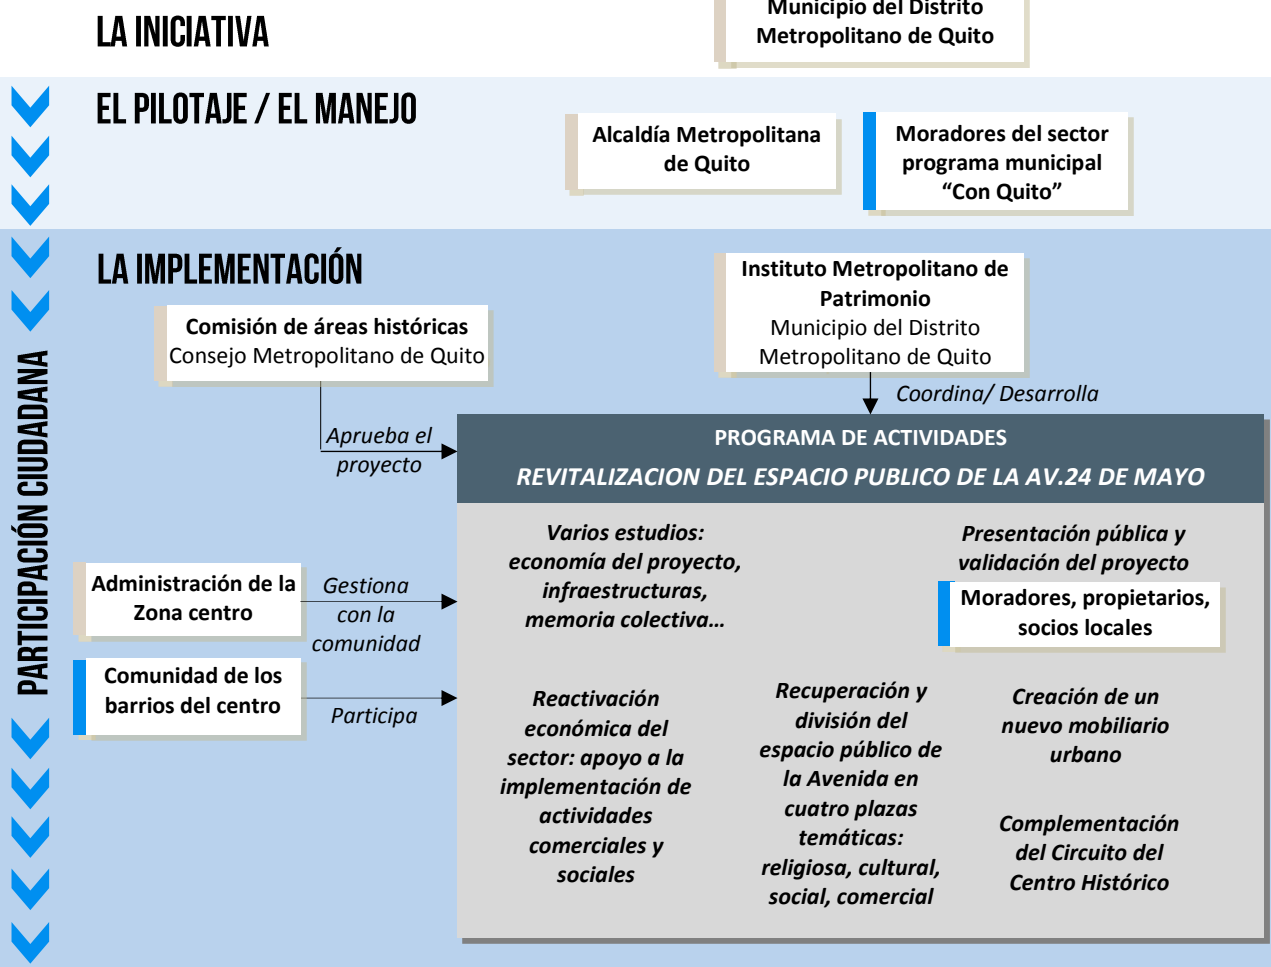 LA INICIATIVA
Municipio del Distrito
Metropolitano de Quito
EL PILOTAJE / EL MANEJO
Alcaldía Metropolitana
de Quito
Moradores del sector
programa municipal
“Con Quito”
LA IMPLEMENTACIÓN
Instituto Metropolitano de
Patrimonio
Municipio del Distrito
Metropolitano de Quito
Comisión de áreas históricas
Consejo Metropolitano de Quito
Coordina/ Desarrolla
Aprueba el
proyecto
PARTICIPACIÓN CIUDADANA
PROGRAMA DE ACTIVIDADES
REVITALIZACION DEL ESPACIO PUBLICO DE LA AV.24 DE MAYO
Administración de la
Zona centro
Gestiona
con la
comunidad
Comunidad de los
barrios del centro
Participa
Varios estudios:
economía del proyecto,
infraestructuras,
memoria colectiva…
Presentación pública y
validación del proyecto
Moradores, propietarios,
socios locales
Reactivación
económica del
sector: apoyo a la
implementación de
actividades
comerciales y
sociales
Recuperación y
división del
espacio público de
la Avenida en
cuatro plazas
temáticas:
religiosa, cultural,
social, comercial
Creación de un
nuevo mobiliario
urbano
Complementación
del Circuito del
Centro Histórico